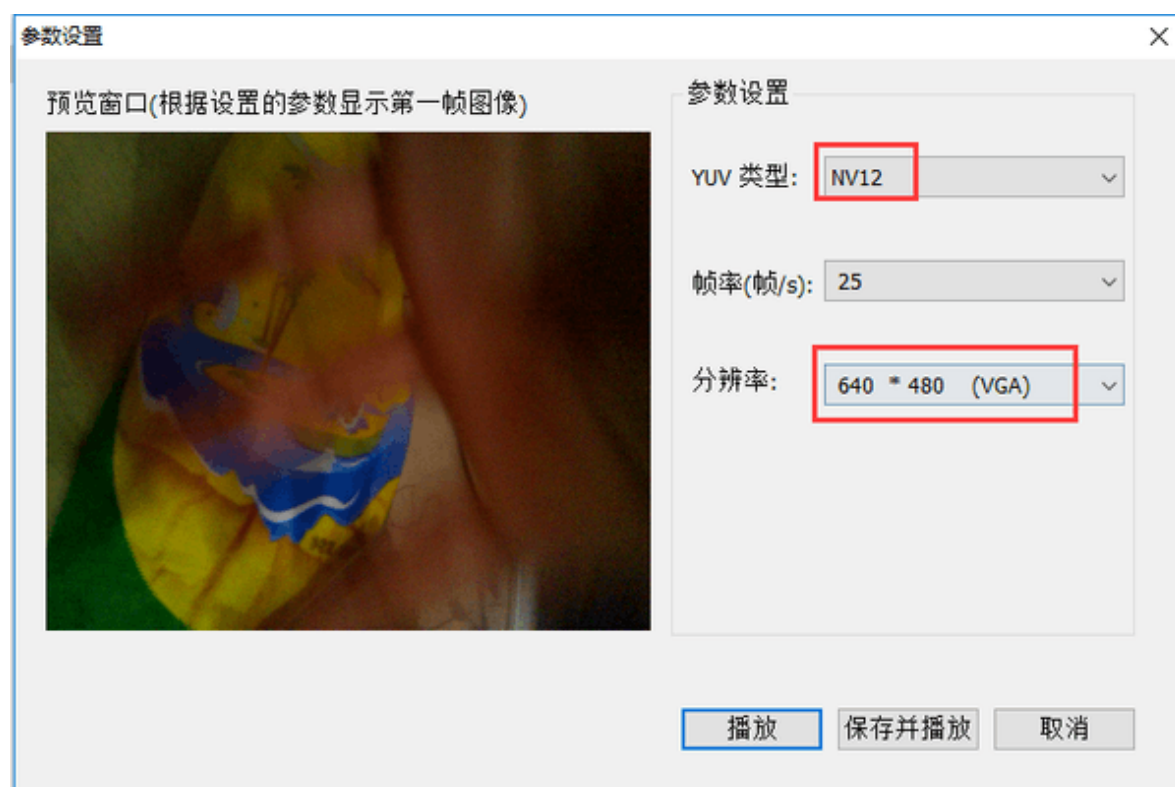 参数设置
预览窗口(根据设置的参数显示第一帧图像)
参数设置
YUV 类型: NV12
帧率(帧/s): 25
分辨率: 640 * 480 (VGA)
播放 保存并播放 取消